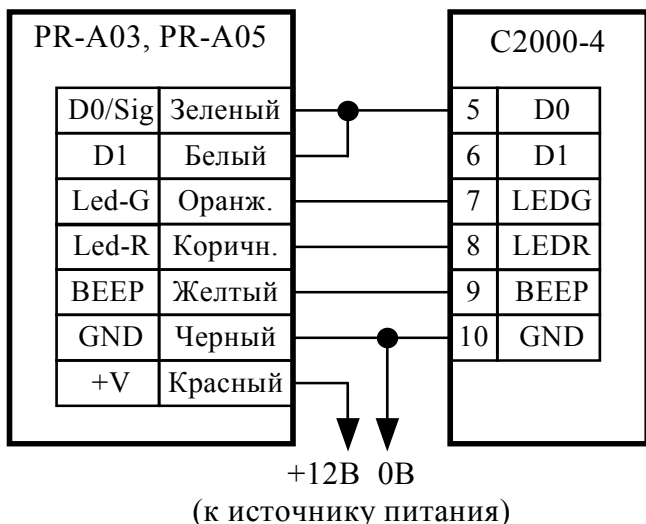 PR-A03, PR-A05 С2000-4
D0/Sig Зеленый 5 D0
D1 Белый 6 D1
Led-G Оранж. 7 LEDG
Led-R Коричн. 8 LEDR
BEEP Желтый 9 BEEP
GND Черный 10 GND
+V Красный
+12В 0В
(к источнику питания)